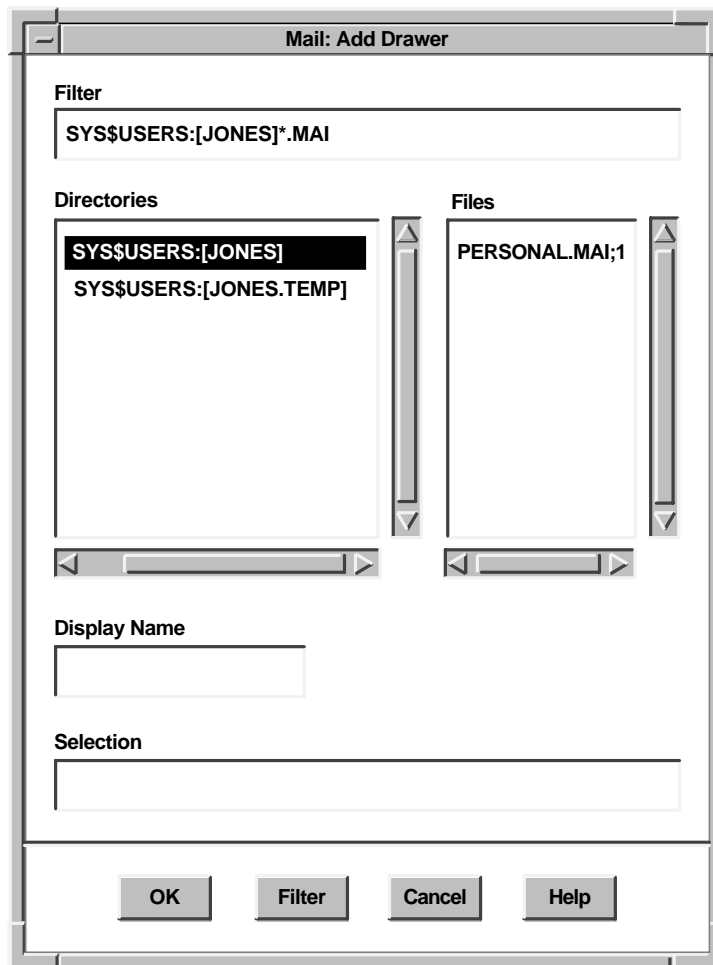 Mail: Add Drawer
Filter
SYS$USERS:[JONES]*.MAI
Directories
Files
SYS$USERS:[JONES]
PERSONAL.MAI;1
SYS$USERS:[JONES.TEMP]
Display Name
Selection
OK Filter Cancel Help